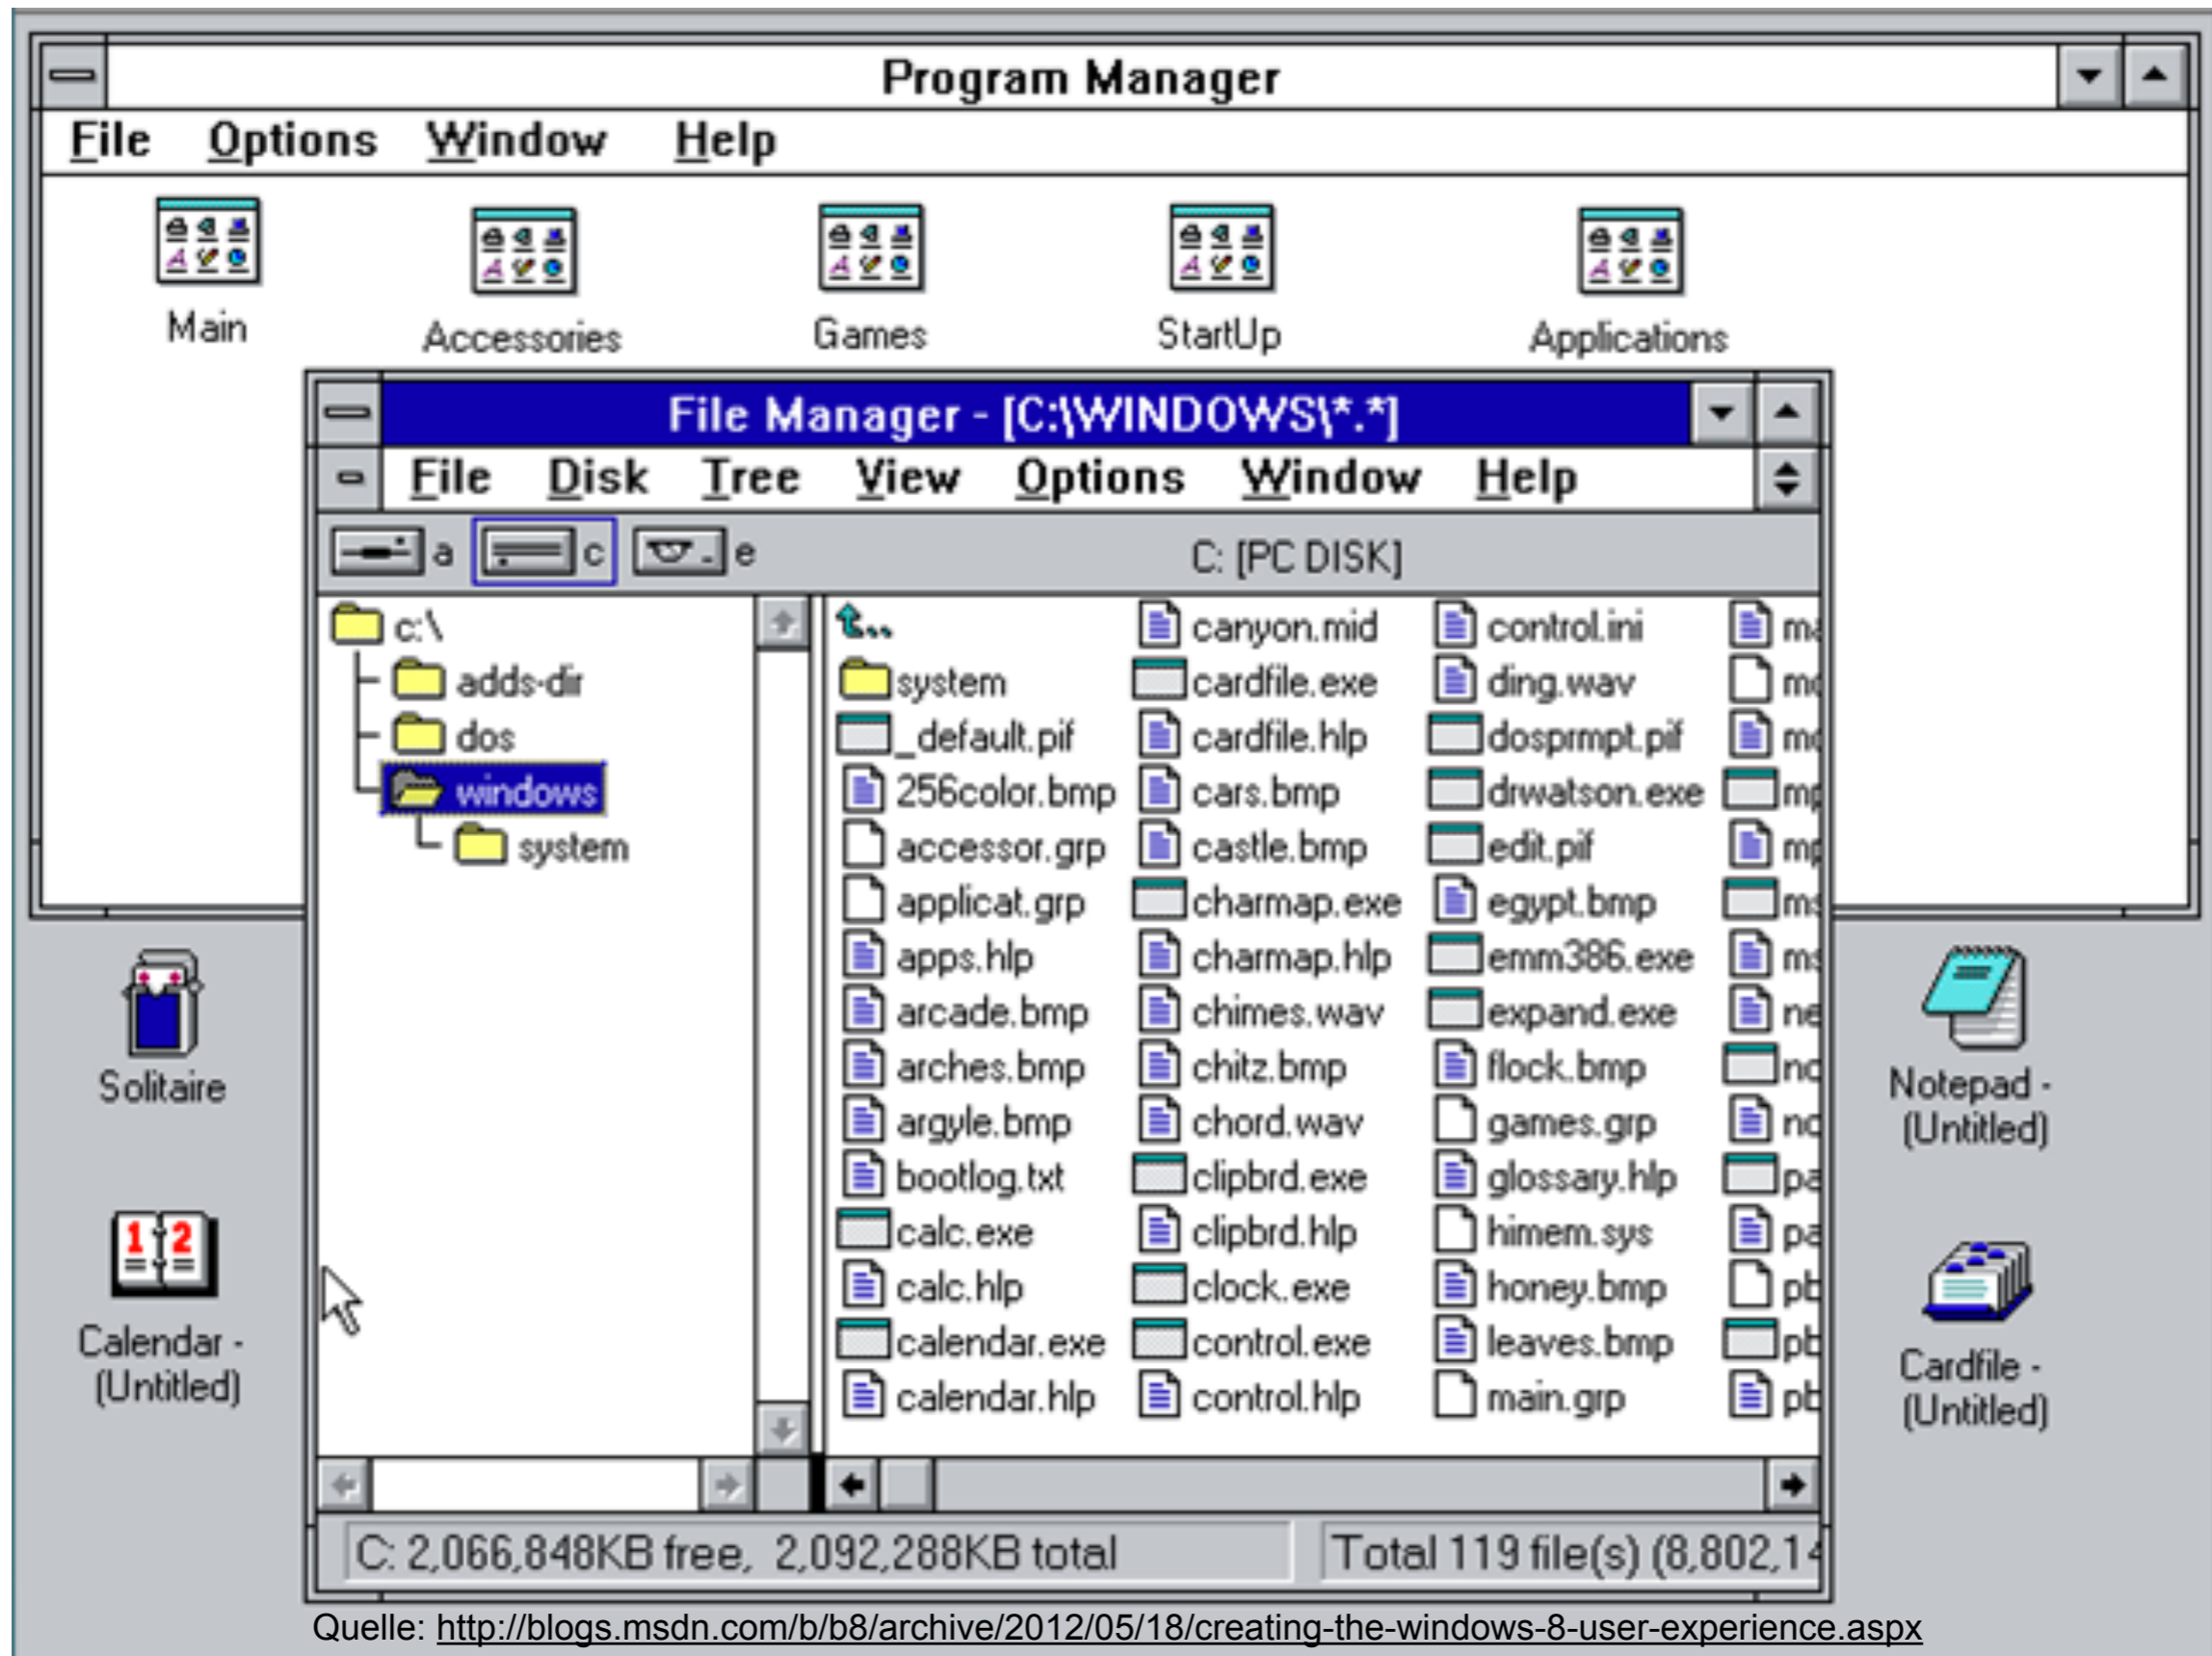 Program Manager
File Options Window Help
Main Accessories Games StartUp Applications
File Manager - [C:\WINDOWS\*.*]
File Disk Tree View Options Window Help
a c e C: [PC DISK]
c:\
adds-dir
dos
windows
system
..
system
_default.pif
256color.bmp
accessor.grp
applicat.grp
apps.hlp
arcade.bmp
arches.bmp
argyle.bmp
bootlog.txt
calc.exe
calc.hlp
calendar.exe
calendar.hlp
canyon.mid
cardfile.exe
cardfile.hlp
cars.bmp
castle.bmp
charmap.exe
charmap.hlp
chimes.wav
chitz.bmp
chord.wav
clipbrd.exe
clipbrd.hlp
clock.exe
control.exe
control.hlp
control.ini
ding.wav
dosprmpt.pif
drwatson.exe
edit.pif
egypt.bmp
emm386.exe
expand.exe
flock.bmp
games.grp
glossary.hlp
himem.sys
honey.bmp
leaves.bmp
main.grp
C: 2,066,848KB free, 2,092,288KB total
Total 119 file(s) (8,802,14
Solitaire
1 2
Calendar -
(Untitled)
Notepad -
(Untitled)
Cardfile -
(Untitled)
Quelle: http://blogs.msdn.com/b/b8/archive/2012/05/18/creating-the-windows-8-user-experience.aspx